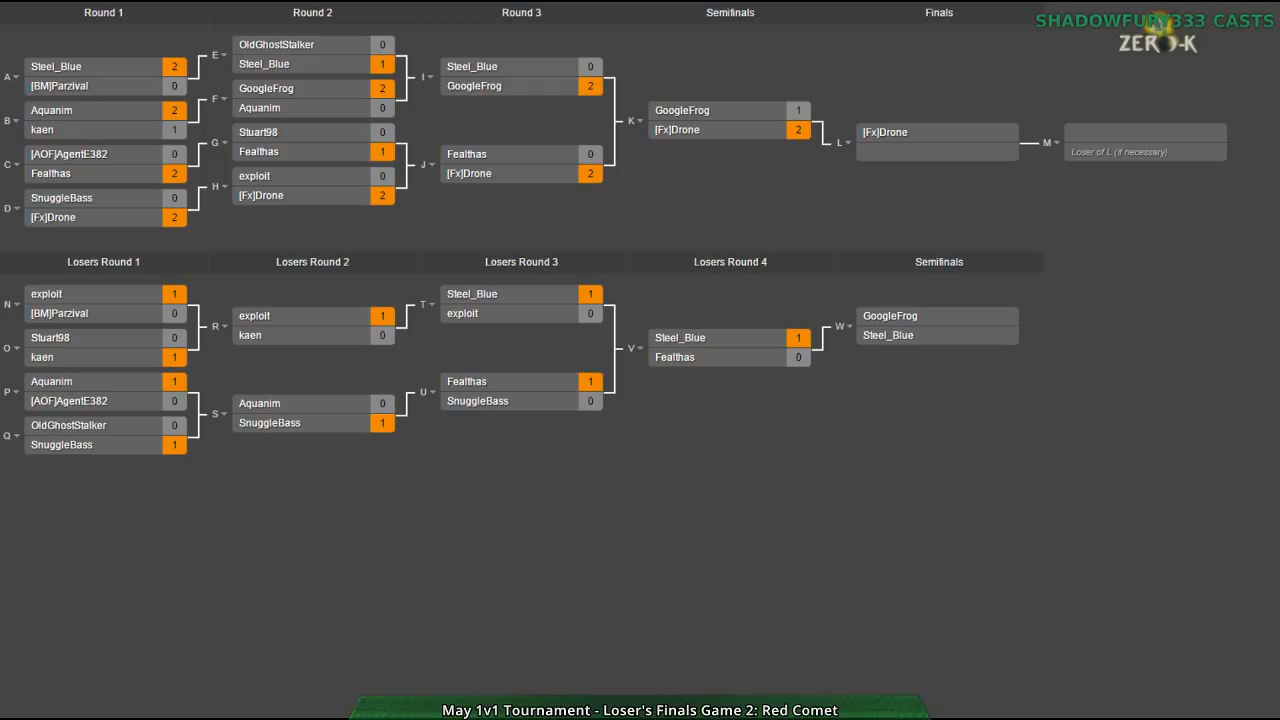 Round 1
Round 2
Round 3
Semifinals
Finals
SHADOWFURY333 CASTS
ZERO-K
A
Steel_Blue 2
[BM]Parzival 0
B
Aquanim 2
kaen 1
C
[AOF]AgentE382 0
Fealthas 2
D
SnuggleBass 0
[Fx]Drone 2
E
OldGhostStalker 0
Steel_Blue 1
F
GoogleFrog 2
Aquanim 0
G
Stuart98 0
Fealthas 1
H
exploit 0
[Fx]Drone 2
I
Steel_Blue 0
GoogleFrog 2
J
Fealthas 0
[Fx]Drone 2
K
GoogleFrog 1
[Fx]Drone 2
L
[Fx]Drone
M
Loser of L (if necessary)
Losers Round 1
Losers Round 2
Losers Round 3
Losers Round 4
Semifinals
N
exploit 1
[BM]Parzival 0
O
Stuart98 0
kaen 1
P
Aquanim 1
[AOF]AgentE382 0
Q
OldGhostStalker 0
SnuggleBass 1
R
exploit 1
kaen 0
S
Aquanim 0
SnuggleBass 1
T
Steel_Blue 1
exploit 0
U
Fealthas 1
SnuggleBass 0
V
Steel_Blue 1
Fealthas 0
W
GoogleFrog
Steel_Blue
May 1v1 Tournament - Loser's Finals Game 2: Red Comet